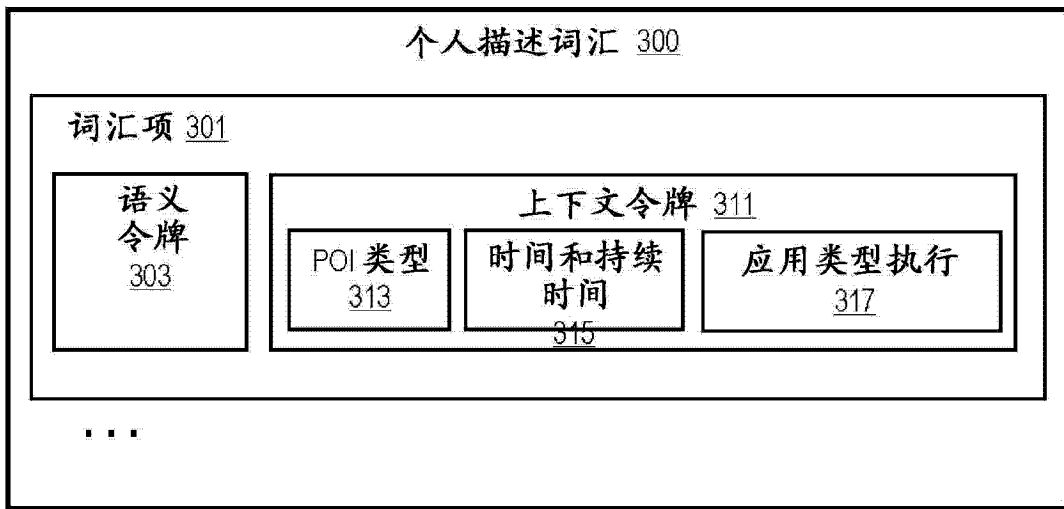 个人描述词汇 300
词汇项 301
语义
令牌
303
上下文令牌 311
POI 类型
313
时间和持续
时间
315
应用类型执行
317
...